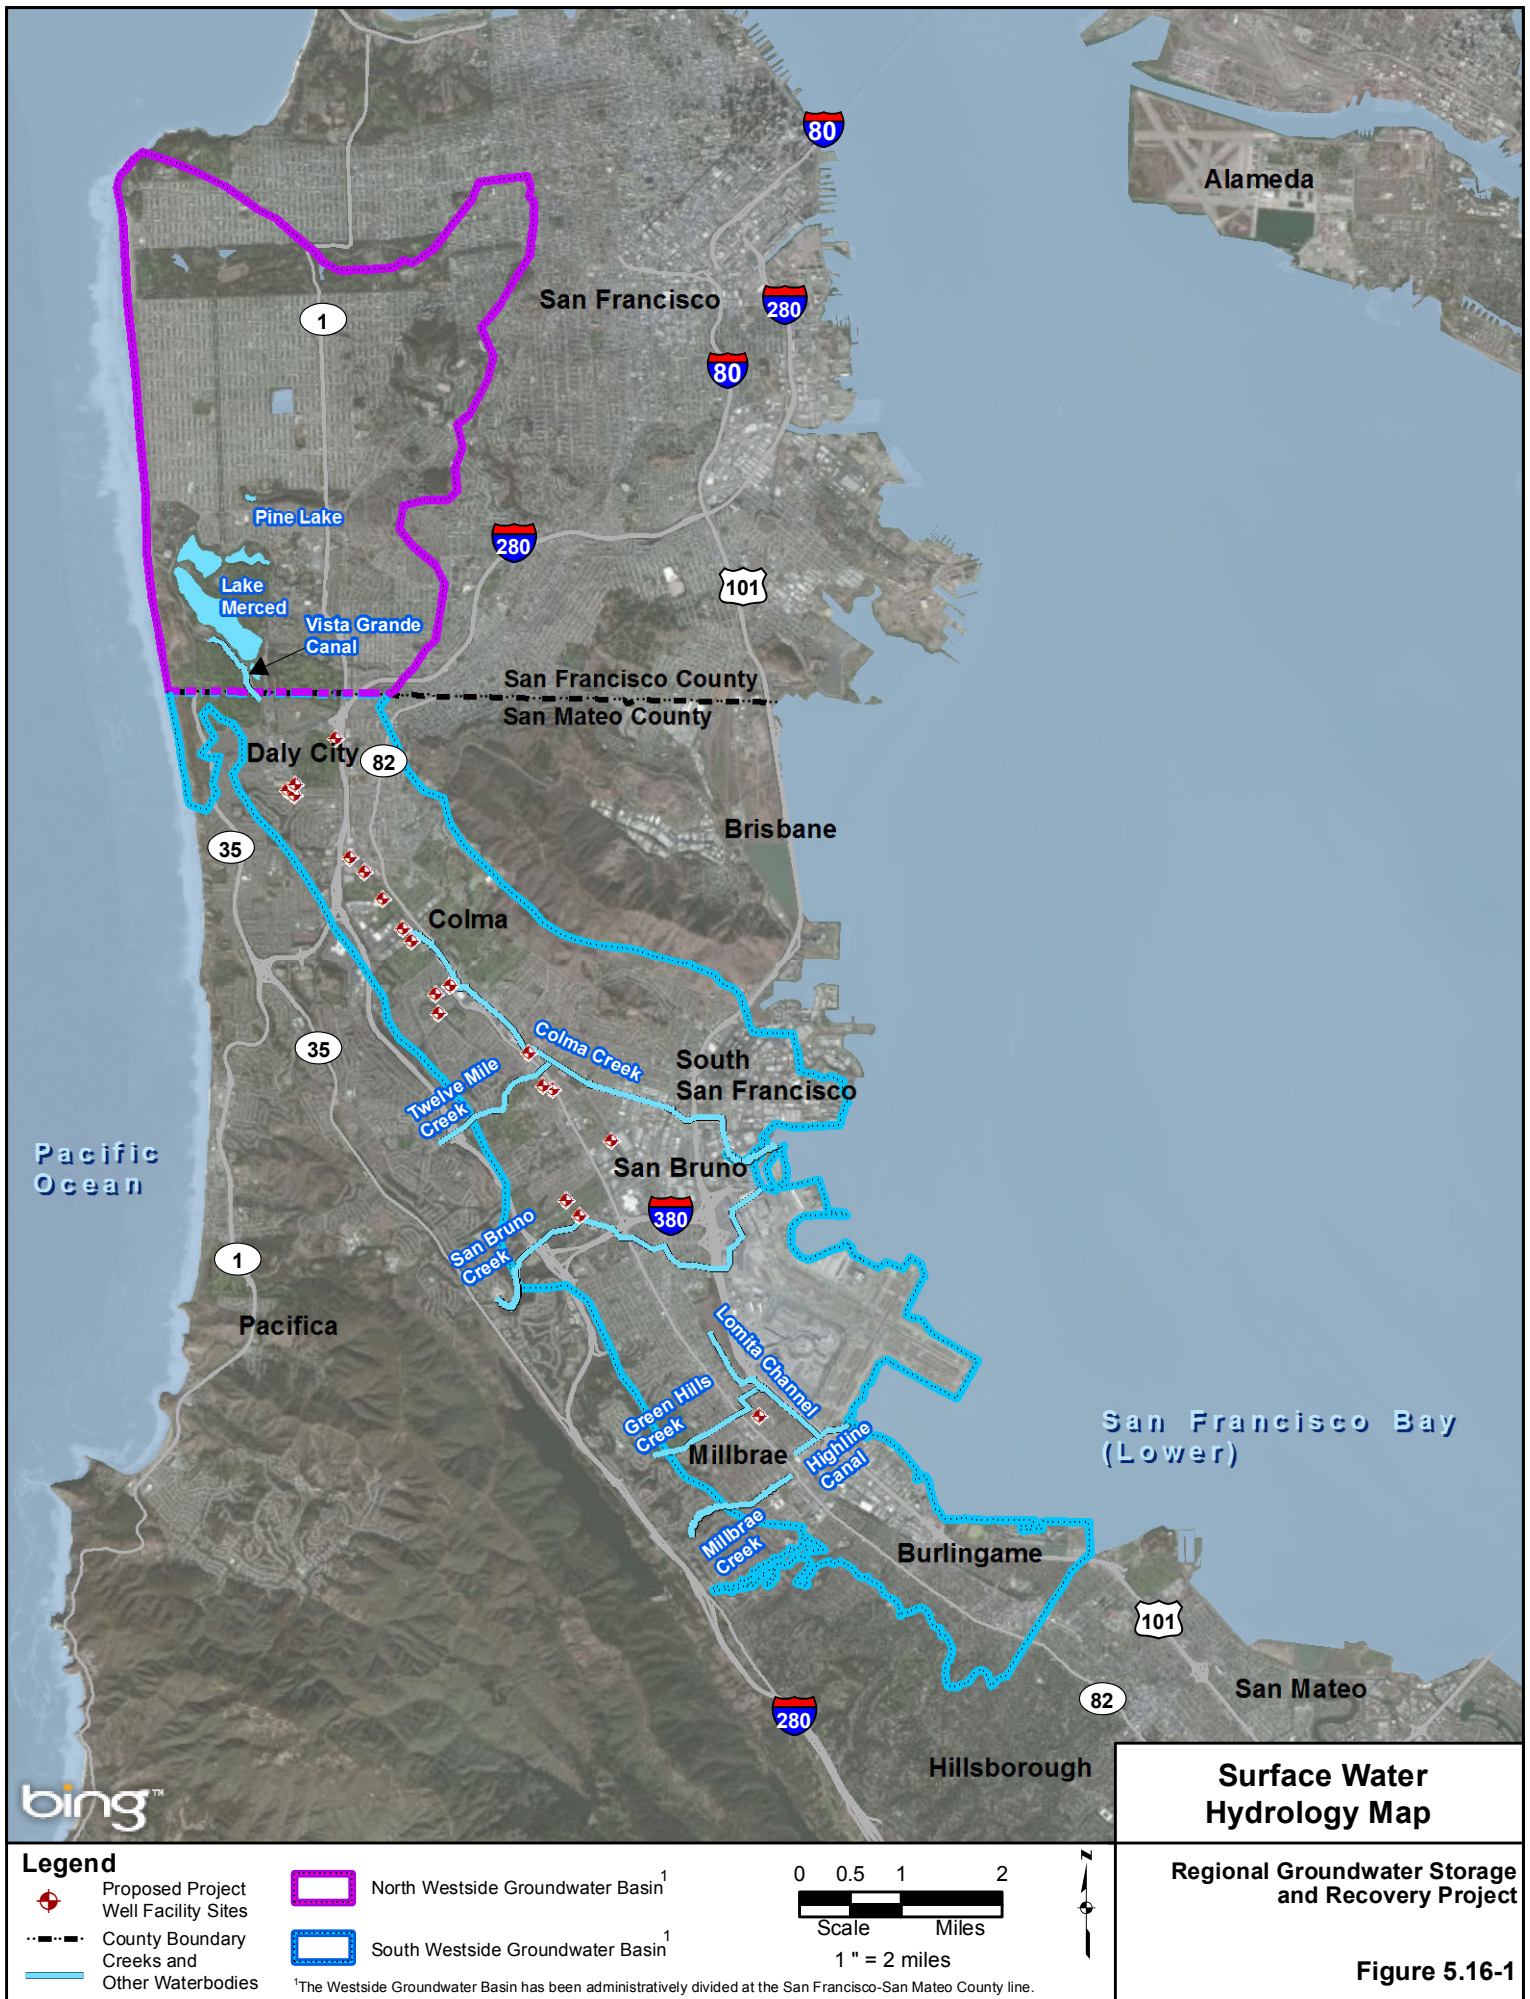 80
Alameda
San Francisco
280
1
80
Pine Lake
280
Lake
Merced
101
Vista Grande
Canal
San Francisco County
San Mateo County
Daly City
82
Brisbane
35
Colma
35
Colma Creek
South
San Francisco
Twelve Mile
Creek
Pacific
Ocean
San Bruno
380
San Bruno
Creek
1
Pacifica
Lomita Channel
Green Hills
Creek
Millbrae
Highline
Canal
San Francisco Bay
(Lower)
Millbrae
Creek
Burlingame
101
San Mateo
82
280
Hillsborough
bing™
Surface Water
Hydrology Map
Regional Groundwater Storage
and Recovery Project
Figure 5.16-1
Legend
Proposed Project
Well Facility Sites
County Boundary
Creeks and
Other Waterbodies
North Westside Groundwater Basin1
South Westside Groundwater Basin1
1The Westside Groundwater Basin has been administratively divided at the San Francisco-San Mateo County line.
0 0.5 1 2
Scale Miles
1 " = 2 miles
Z